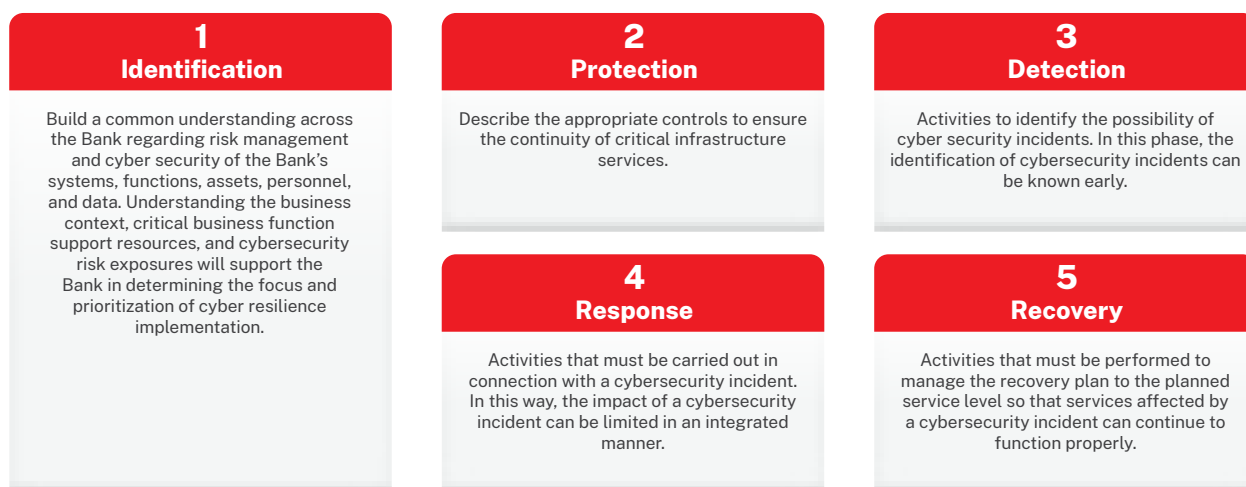 1
Identification
Build a common understanding across
the Bank regarding risk management
and cyber security of the Bank's
systems, functions, assets, personnel,
and data. Understanding the business
context, critical business function
support resources, and cybersecurity
risk exposures will support the
Bank in determining the focus and
prioritization of cyber resilience
implementation.
2
Protection
Describe the appropriate controls to ensure
the continuity of critical infrastructure
services.
3
Detection
Activities to identify the possibility of
cyber security incidents. In this phase, the
identification of cybersecurity incidents can
be known early.
4
Response
Activities that must be carried out in
connection with a cybersecurity incident.
In this way, the impact of a cybersecurity
incident can be limited in an integrated
manner.
5
Recovery
Activities that must be performed to
manage the recovery plan to the planned
service level so that services affected by
a cybersecurity incident can continue to
function properly.